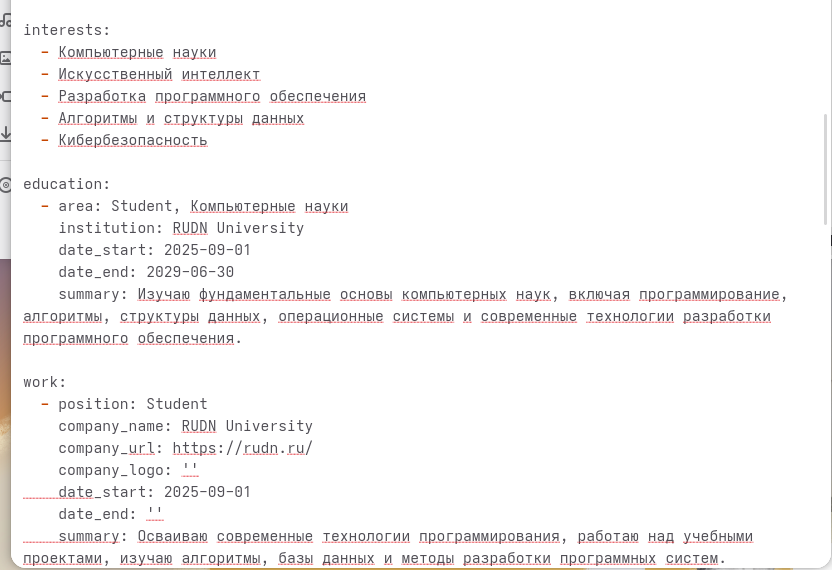 interests:
  - Компьютерные науки
  - Искусственный интеллект
  - Разработка программного обеспечения
  - Алгоритмы и структуры данных
  - Кибербезопасность

education:
  - area: Student, Компьютерные науки
    institution: RUDN University
    date_start: 2025-09-01
    date_end: 2029-06-30
    summary: Изучаю фундаментальные основы компьютерных наук, включая программирование,
алгоритмы, структуры данных, операционные системы и современные технологии разработки
программного обеспечения.

work:
  - position: Student
    company_name: RUDN University
    company_url: https://rudn.ru/
    company_logo: ''
    date_start: 2025-09-01
    date_end: ''
    summary: Осваиваю современные технологии программирования, работаю над учебными
проектами, изучаю алгоритмы, базы данных и методы разработки программных систем.